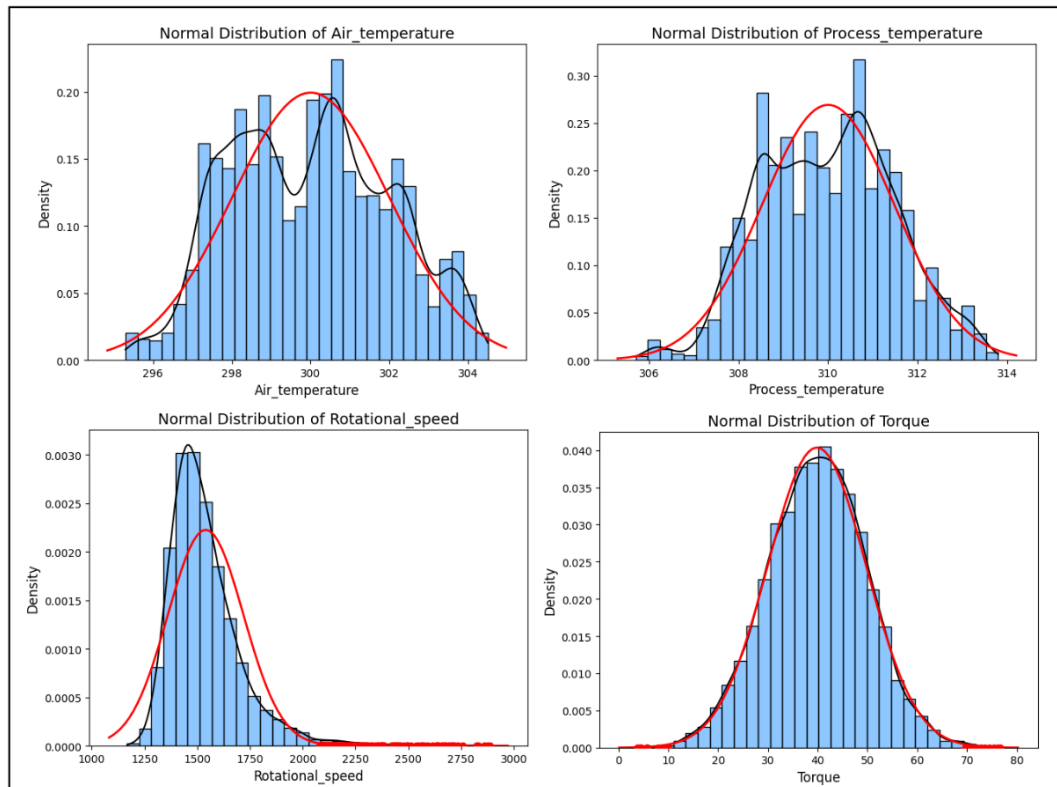 Normal Distribution of Air_temperature
Density
0.20
0.15
0.10
0.05
0.00
296 298 300 302 304
Air_temperature
Normal Distribution of Process_temperature
Density
0.30
0.25
0.20
0.15
0.10
0.05
0.00
306 308 310 312 314
Process_temperature
Normal Distribution of Rotational_speed
Density
0.0030
0.0025
0.0020
0.0015
0.0010
0.0005
0.0000
1000 1250 1500 1750 2000 2250 2500 2750 3000
Rotational_speed
Normal Distribution of Torque
Density
0.040
0.035
0.030
0.025
0.020
0.015
0.010
0.005
0.000
0 10 20 30 40 50 60 70 80
Torque